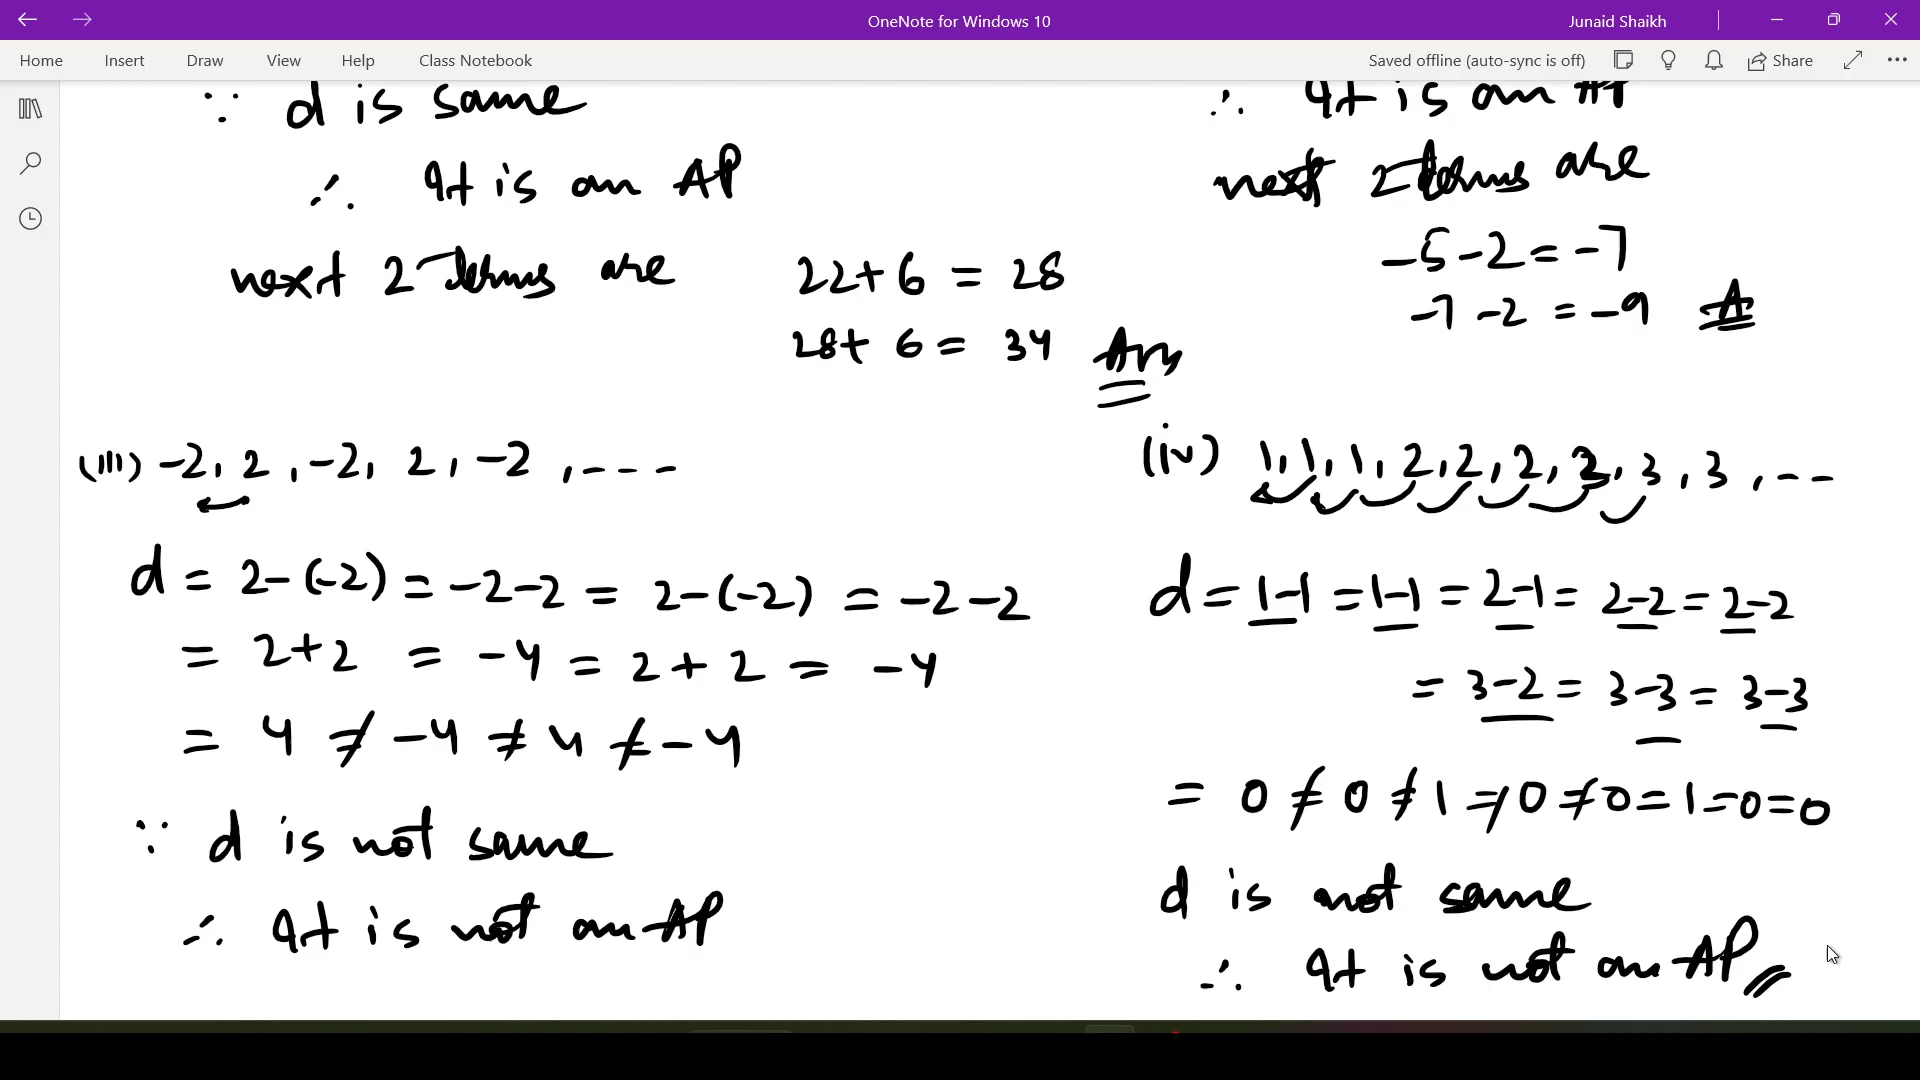 OneNote for Windows 10
Junaid Shaikh
Home Insert Draw View Help Class Notebook
Saved offline (auto-sync is off) Share
∵ d is same
∴ It is an AP
next 2 terms are 22+6 = 28
28+ 6 = 34 Ans
∴ It is an AP
next 2 terms are
-5-2 = -7
-7-2 = -9 A
(iii) -2, 2, -2, 2, -2, ----
d = 2-(-2) = -2-2 = 2-(-2) = -2-2
= 2+2 = -4 = 2+2 = -4
= 4 ≠ -4 ≠ 4 ≠ -4
∵ d is not same
∴ It is not an AP
(iv) 1, 1, 1, 2, 2, 2, 3, 3, 3, ---
d = 1-1 = 1-1 = 2-1 = 2-2 = 2-2
= 3-2 = 3-3 = 3-3
= 0 ≠ 0 ≠ 1 ≠ 0 ≠ 0 = 1 = 0 = 0
d is not same
∴ It is not an AP